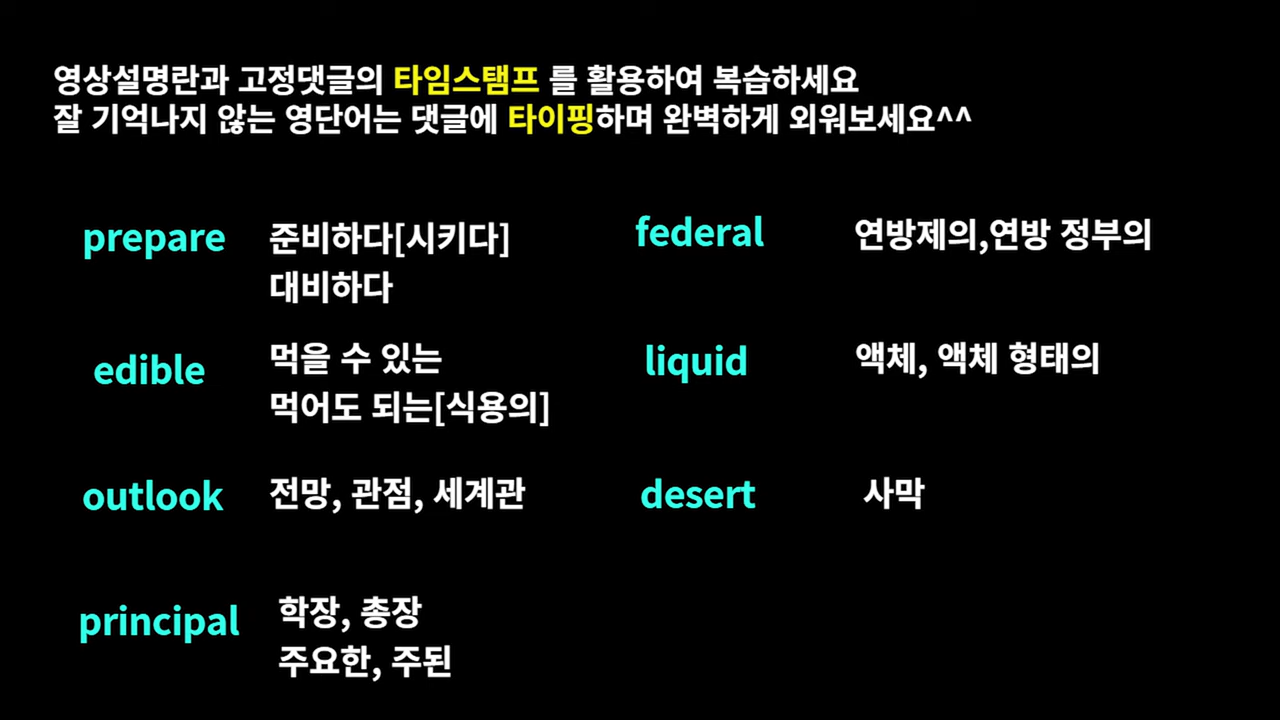 영상설명란과 고정댓글의 타임스탬프 를 활용하여 복습하세요
잘 기억나지 않는 영단어는 댓글에 타이핑하며 완벽하게 외워보세요^^
prepare 준비하다[시키다]
대비하다
federal 연방제의,연방 정부의
edible 먹을 수 있는
먹어도 되는[식용의]
liquid 액체, 액체 형태의
outlook 전망, 관점, 세계관
desert 사막
principal 학장, 총장
주요한, 주된